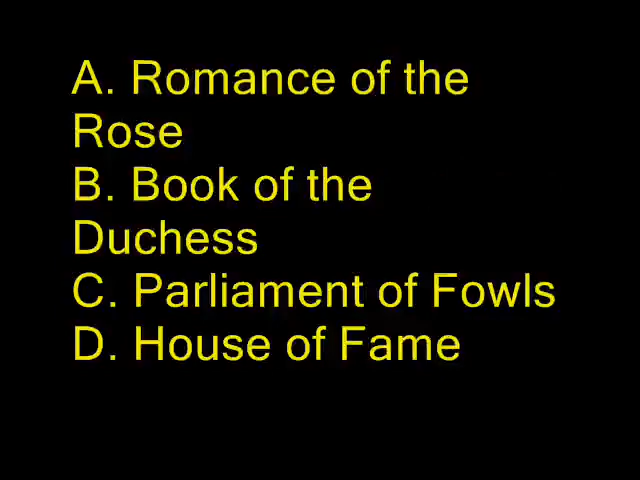 A. Romance of the
Rose
B. Book of the
Duchess
C. Parliament of Fowls
D. House of Fame